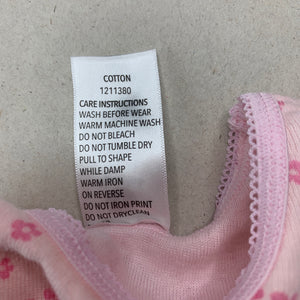 COTTON
1211380
CARE INSTRUCTIONS
WASH BEFORE WEAR
WARM MACHINE WASH
DO NOT BLEACH
DO NOT TUMBLE DRY
PULL TO SHAPE
WHILE DAMP
WARM IRON
ON REVERSE
DO NOT IRON PRINT
DO NOT DRYCLEAN